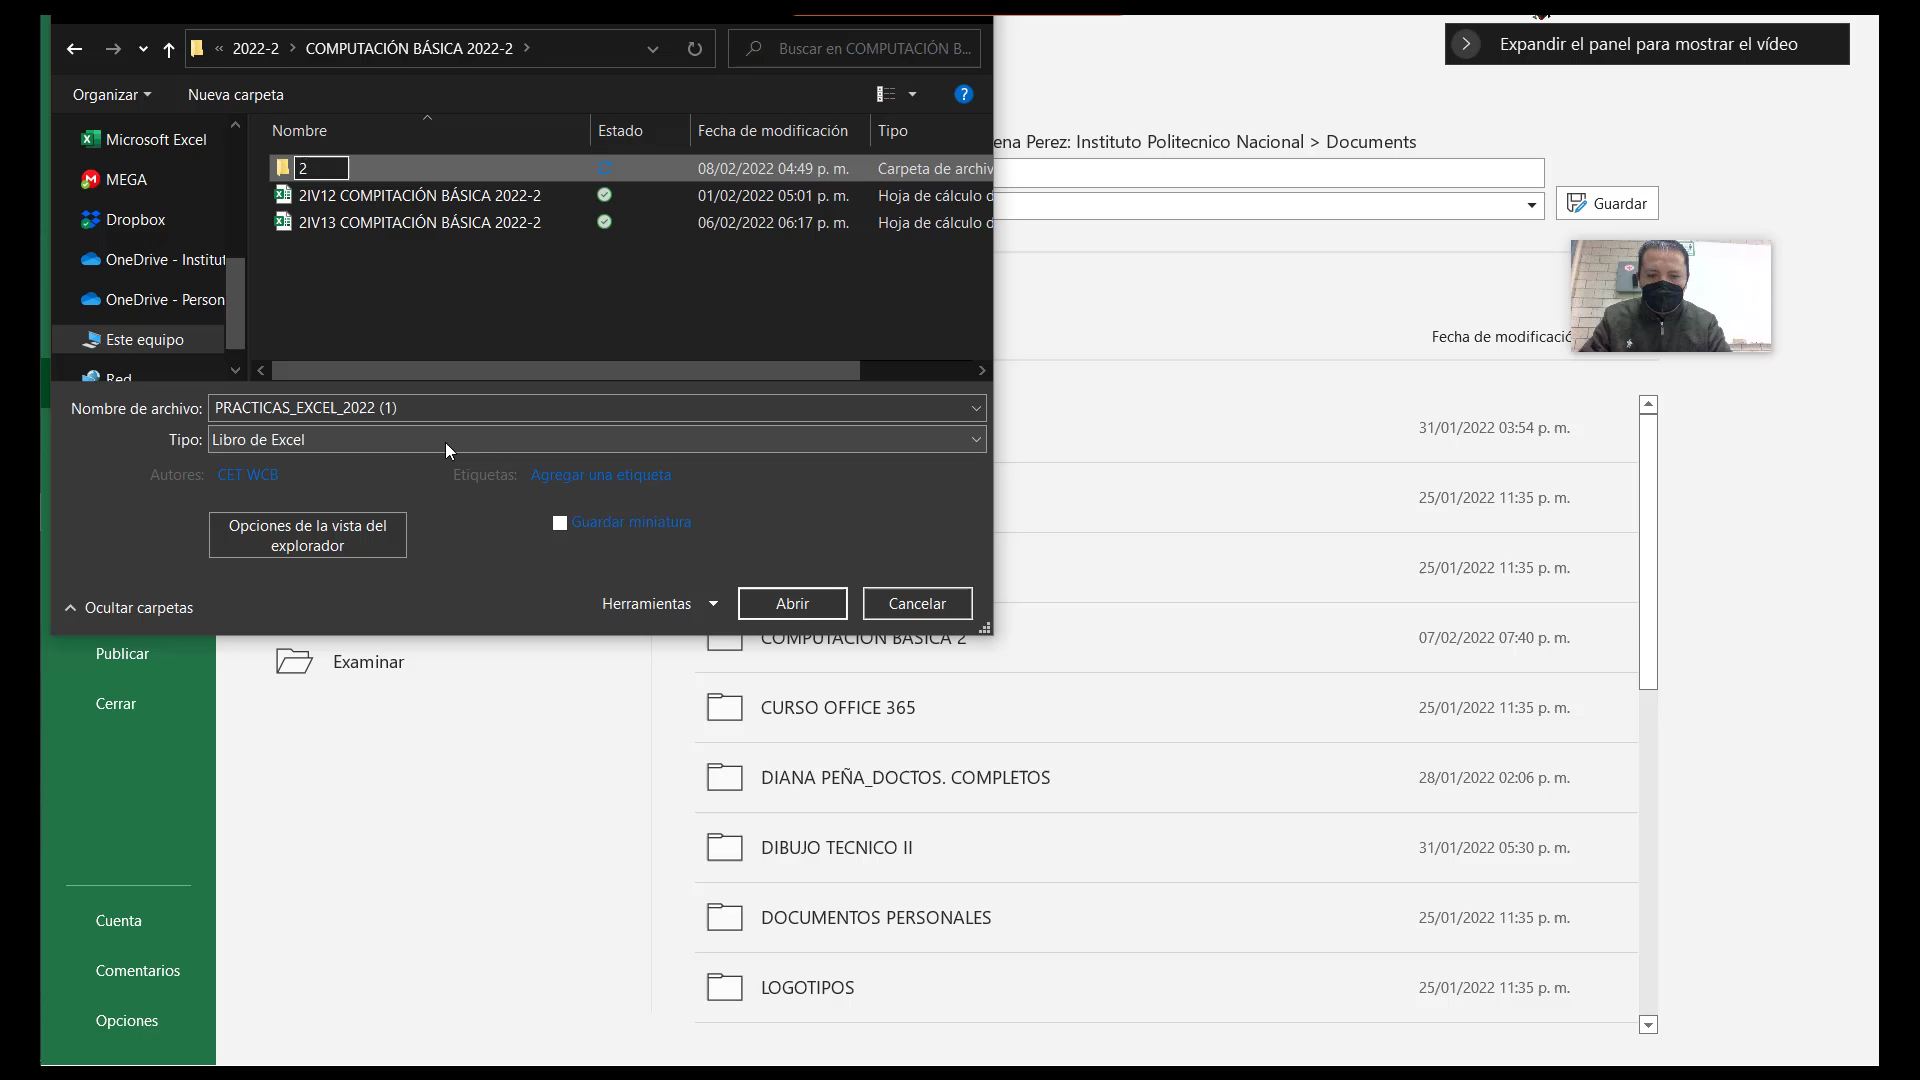 « 2022-2 > COMPUTACIÓN BÁSICA 2022-2 >
Buscar en COMPUTACIÓN B...
Expandir el panel para mostrar el vídeo
Organizar
Nueva carpeta
?
Nombre
Estado
Fecha de modificación
Tipo
Microsoft Excel
MEGA
Dropbox
OneDrive - Institut
OneDrive - Person
Este equipo
Red
2
08/02/2022 04:49 p. m.
Carpeta de archiv
2IV12 COMPITACIÓN BÁSICA 2022-2
01/02/2022 05:01 p. m.
Hoja de cálculo d
2IV13 COMPITACIÓN BÁSICA 2022-2
06/02/2022 06:17 p. m.
Hoja de cálculo d
ena Perez: Instituto Politecnico Nacional > Documents
Guardar
Fecha de modificació
Nombre de archivo: PRACTICAS_EXCEL_2022 (1)
Tipo: Libro de Excel
Autores: CET WCB
Etiquetas: Agregar una etiqueta
Opciones de la vista del
explorador
Guardar miniatura
Ocultar carpetas
Herramientas
Abrir
Cancelar
31/01/2022 03:54 p. m.
25/01/2022 11:35 p. m.
25/01/2022 11:35 p. m.
Publicar
Cerrar
Cuenta
Comentarios
Opciones
Examinar
COMPUTACIÓN BÁSICA 2
07/02/2022 07:40 p. m.
CURSO OFFICE 365
25/01/2022 11:35 p. m.
DIANA PEÑA_DOCTOS. COMPLETOS
28/01/2022 02:06 p. m.
DIBUJO TECNICO II
31/01/2022 05:30 p. m.
DOCUMENTOS PERSONALES
25/01/2022 11:35 p. m.
LOGOTIPOS
25/01/2022 11:35 p. m.